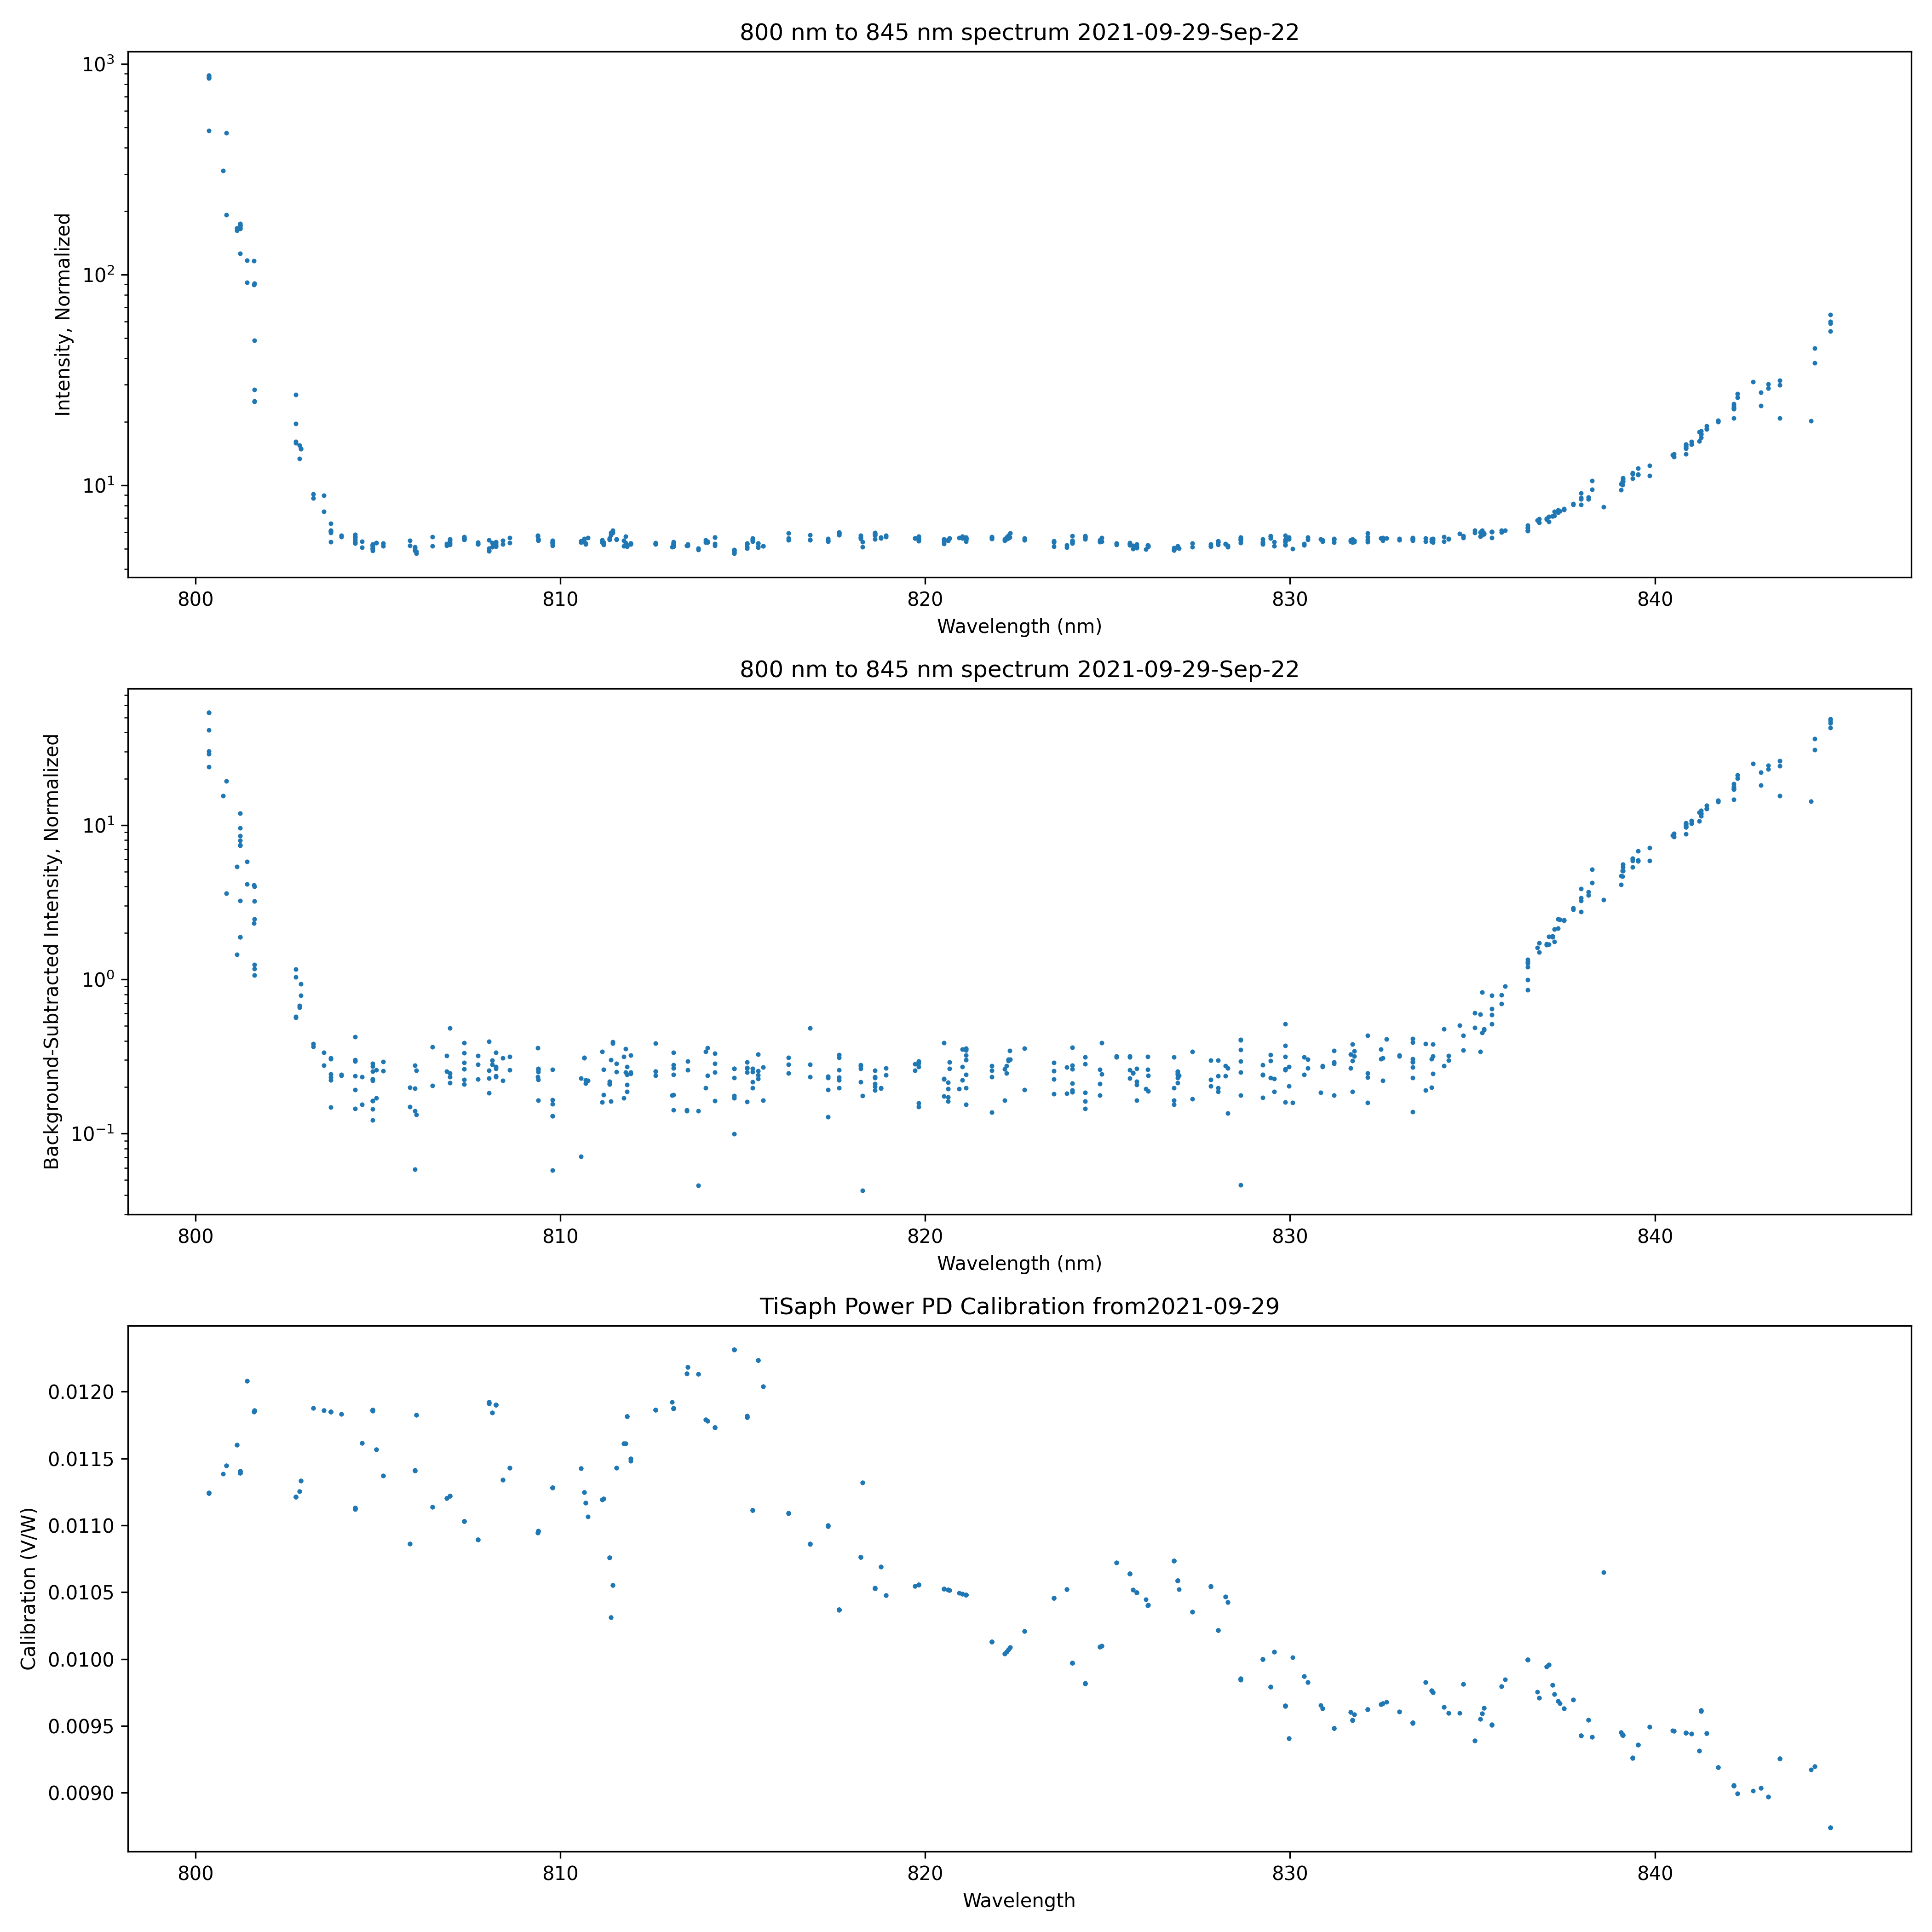 800 nm to 845 nm spectrum 2021-09-29-Sep-22
10³
10²
10¹
Intensity, Normalized
800 810 820 830 840
Wavelength (nm)
800 nm to 845 nm spectrum 2021-09-29-Sep-22
10¹
10⁰
10⁻¹
Background-Subtracted Intensity, Normalized
800 810 820 830 840
Wavelength (nm)
TiSaph Power PD Calibration from2021-09-29
0.0120
0.0115
0.0110
0.0105
0.0100
0.0095
0.0090
Calibration (V/W)
800 810 820 830 840
Wavelength